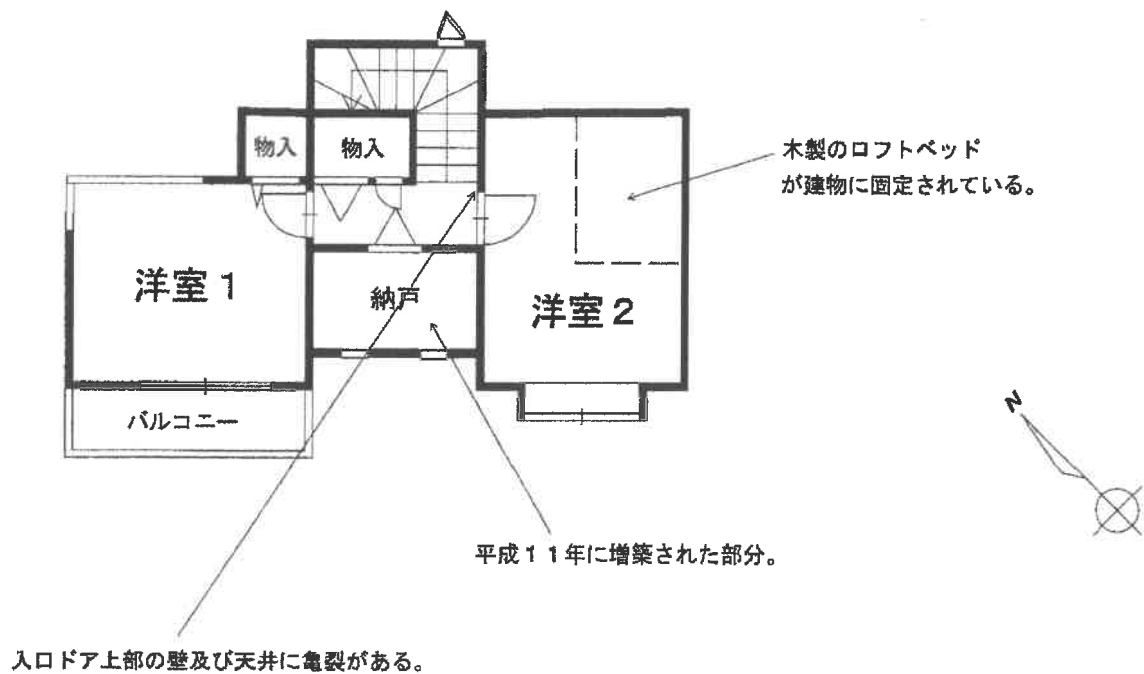 物入
物入
木製のロフトベッド
が建物に固定されている。
洋室1
納戸
洋室2
バルコニー
N
平成11年に増築された部分。
入口ドア上部の壁及び天井に亀裂がある。